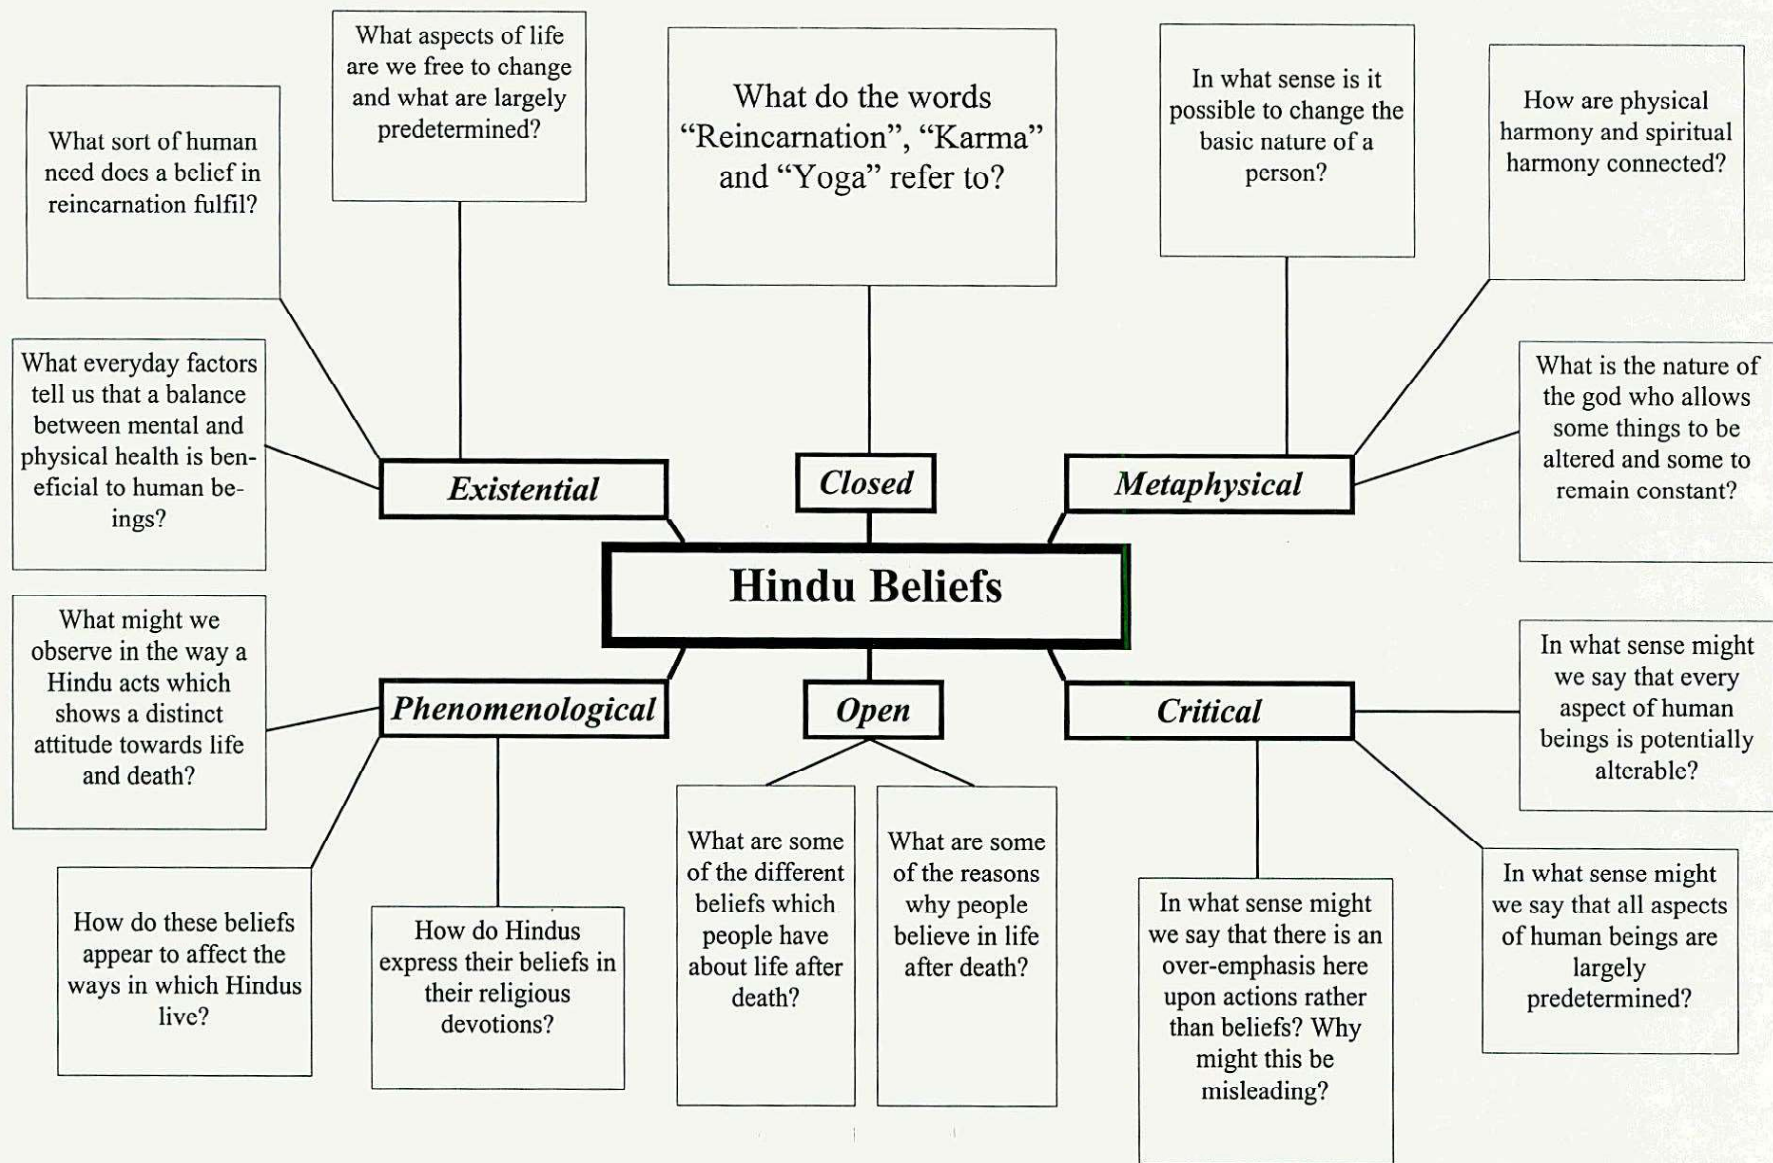 What sort of human
need does a belief in
reincarnation fulfil?
What aspects of life
are we free to change
and what are largely
predetermined?
What do the words
“Reincarnation”, “Karma”
and “Yoga” refer to?
In what sense is it
possible to change the
basic nature of a
person?
How are physical
harmony and spiritual
harmony connected?
What everyday factors
tell us that a balance
between mental and
physical health is ben-
eficial to human be-
ings?
What is the nature of
the god who allows
some things to be
altered and some to
remain constant?
Existential
Closed
Metaphysical
Hindu Beliefs
Phenomenological
Open
Critical
What might we
observe in the way a
Hindu acts which
shows a distinct
attitude towards life
and death?
In what sense might
we say that every
aspect of human
beings is potentially
alterable?
How do these beliefs
appear to affect the
ways in which Hindus
live?
How do Hindus
express their beliefs in
their religious
devotions?
What are some
of the different
beliefs which
people have
about life after
death?
What are some
of the reasons
why people
believe in life
after death?
In what sense might
we say that there is an
over-emphasis here
upon actions rather
than beliefs? Why
might this be
misleading?
In what sense might
we say that all aspects
of human beings are
largely
predetermined?